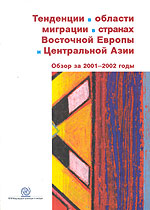 Тенденции в области
миграции в странах
Восточной Европы
и Центральной Азии
Обзор за 2001–2002 годы